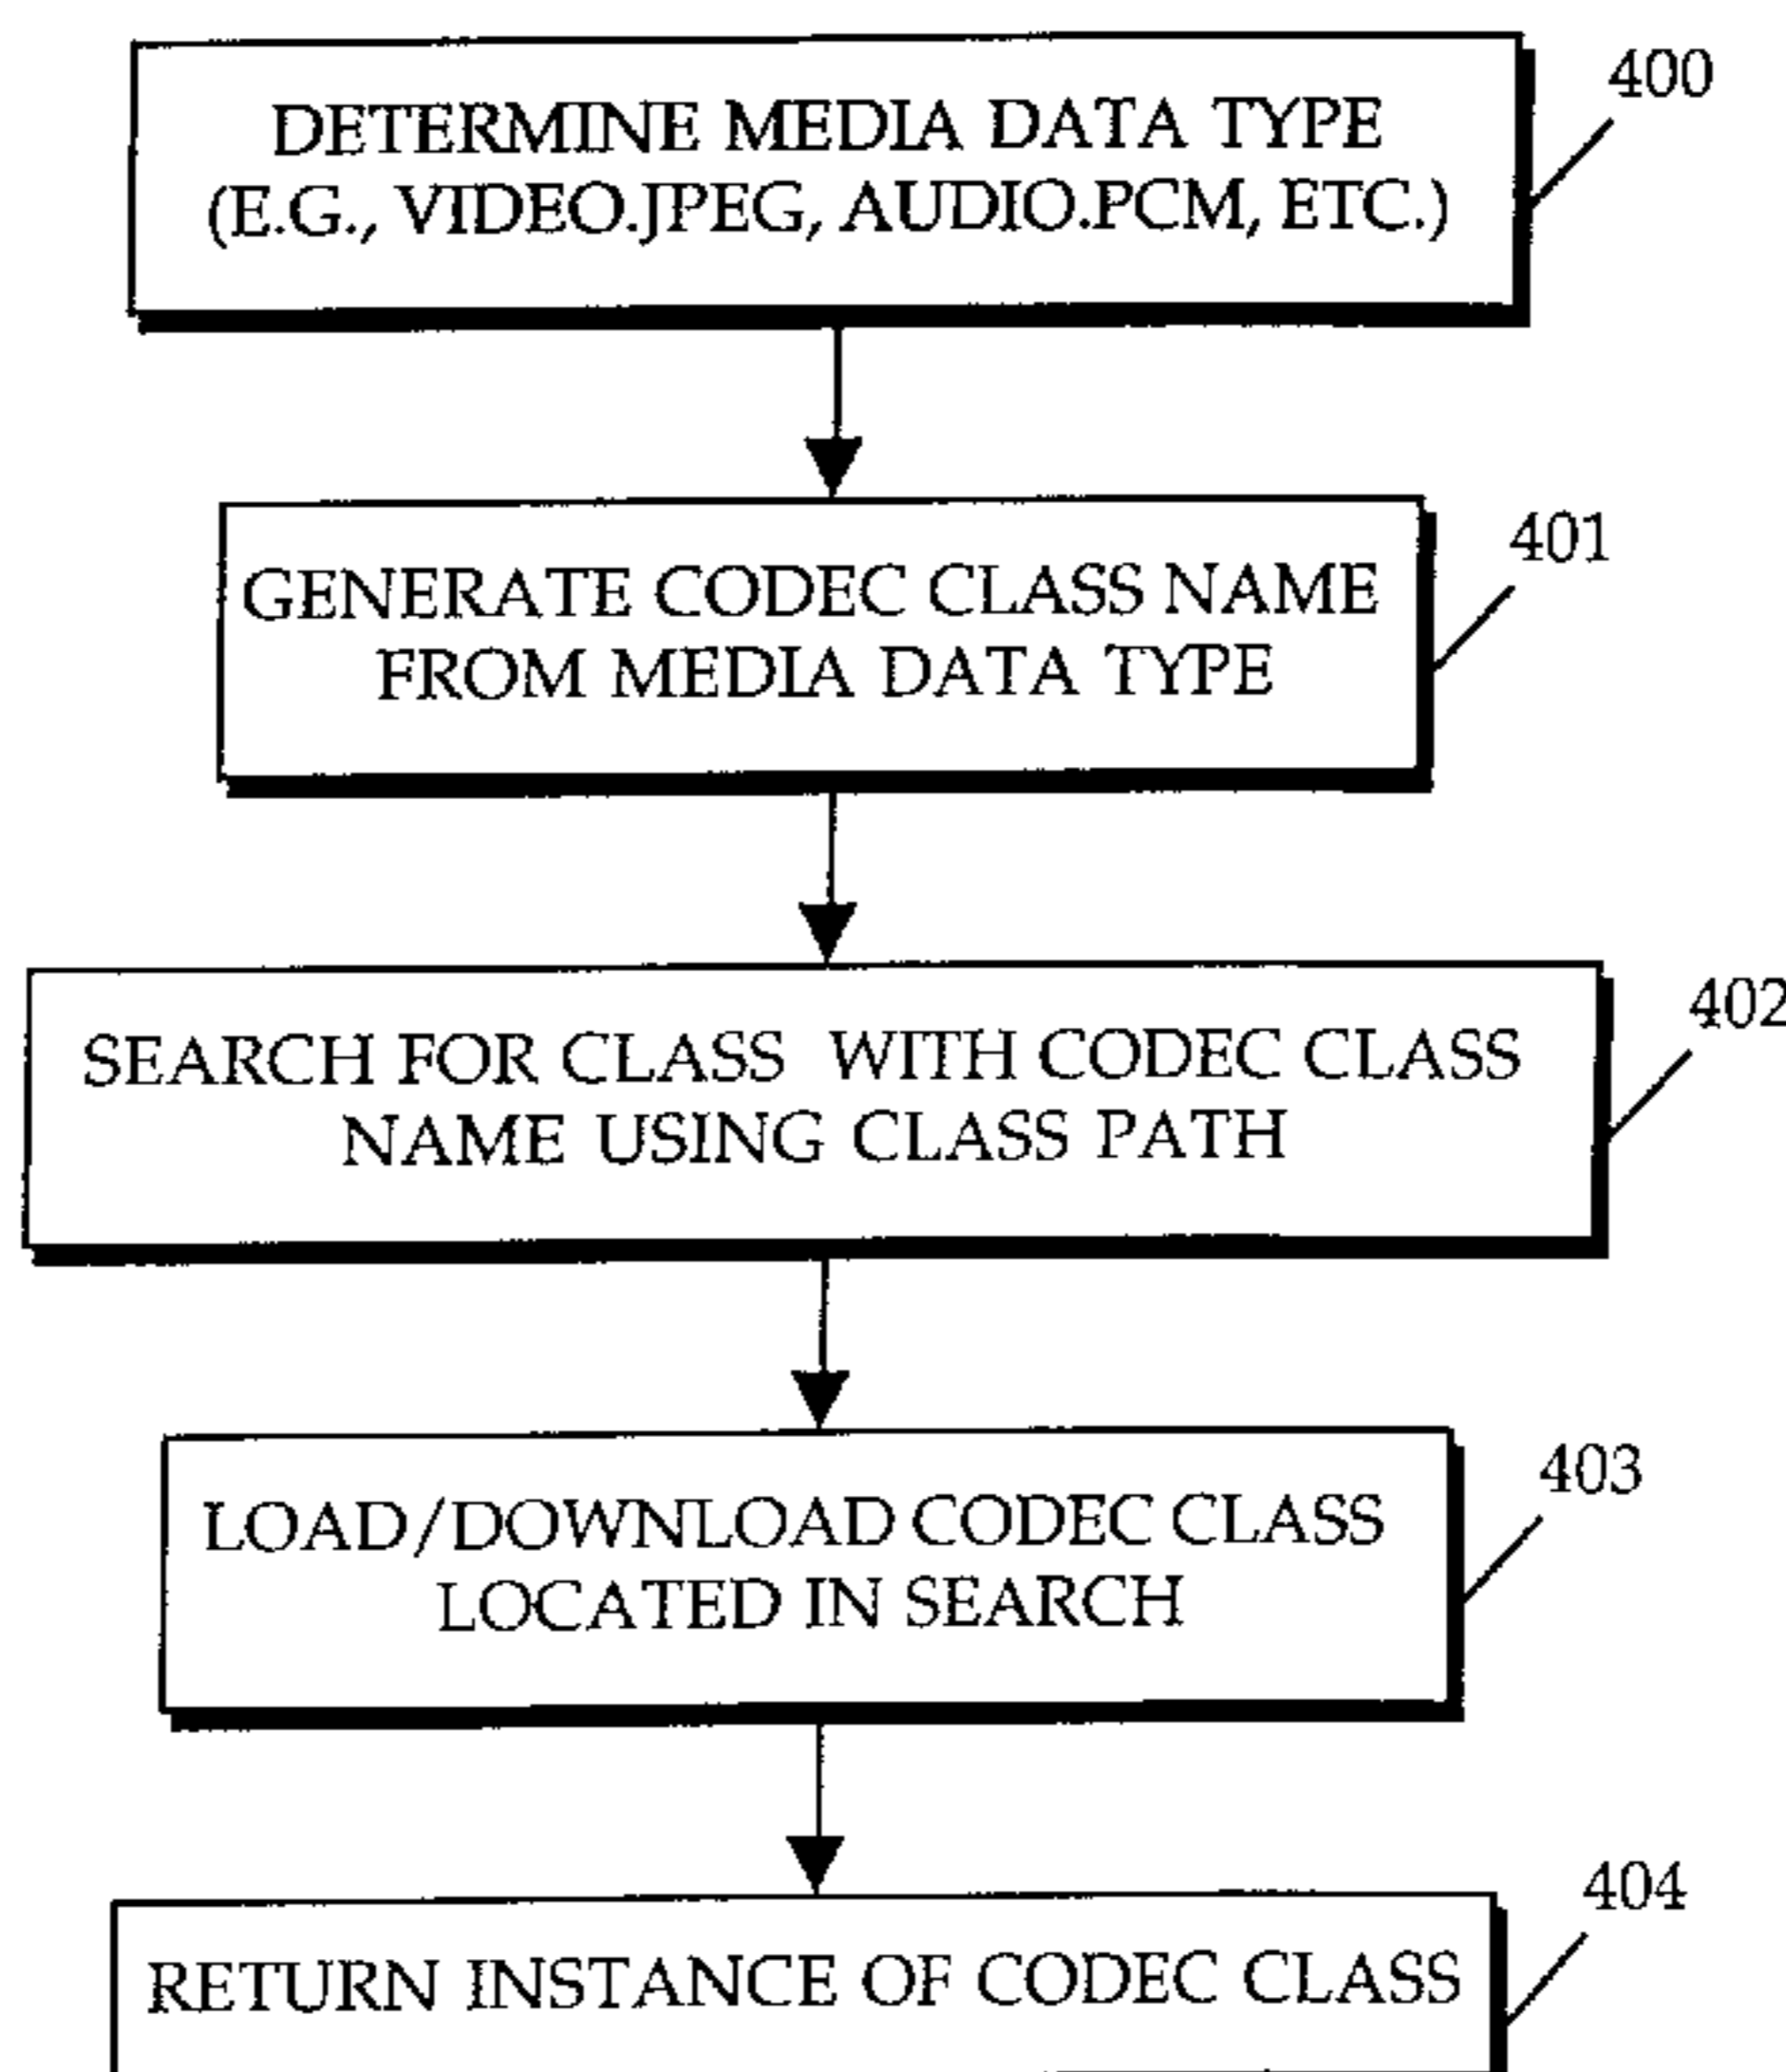 DETERMINE MEDIA DATA TYPE
(E.G., VIDEO.JPEG, AUDIO.PCM, ETC.)
400
GENERATE CODEC CLASS NAME
FROM MEDIA DATA TYPE
401
SEARCH FOR CLASS WITH CODEC CLASS
NAME USING CLASS PATH
402
LOAD/DOWNLOAD CODEC CLASS
LOCATED IN SEARCH
403
RETURN INSTANCE OF CODEC CLASS
404